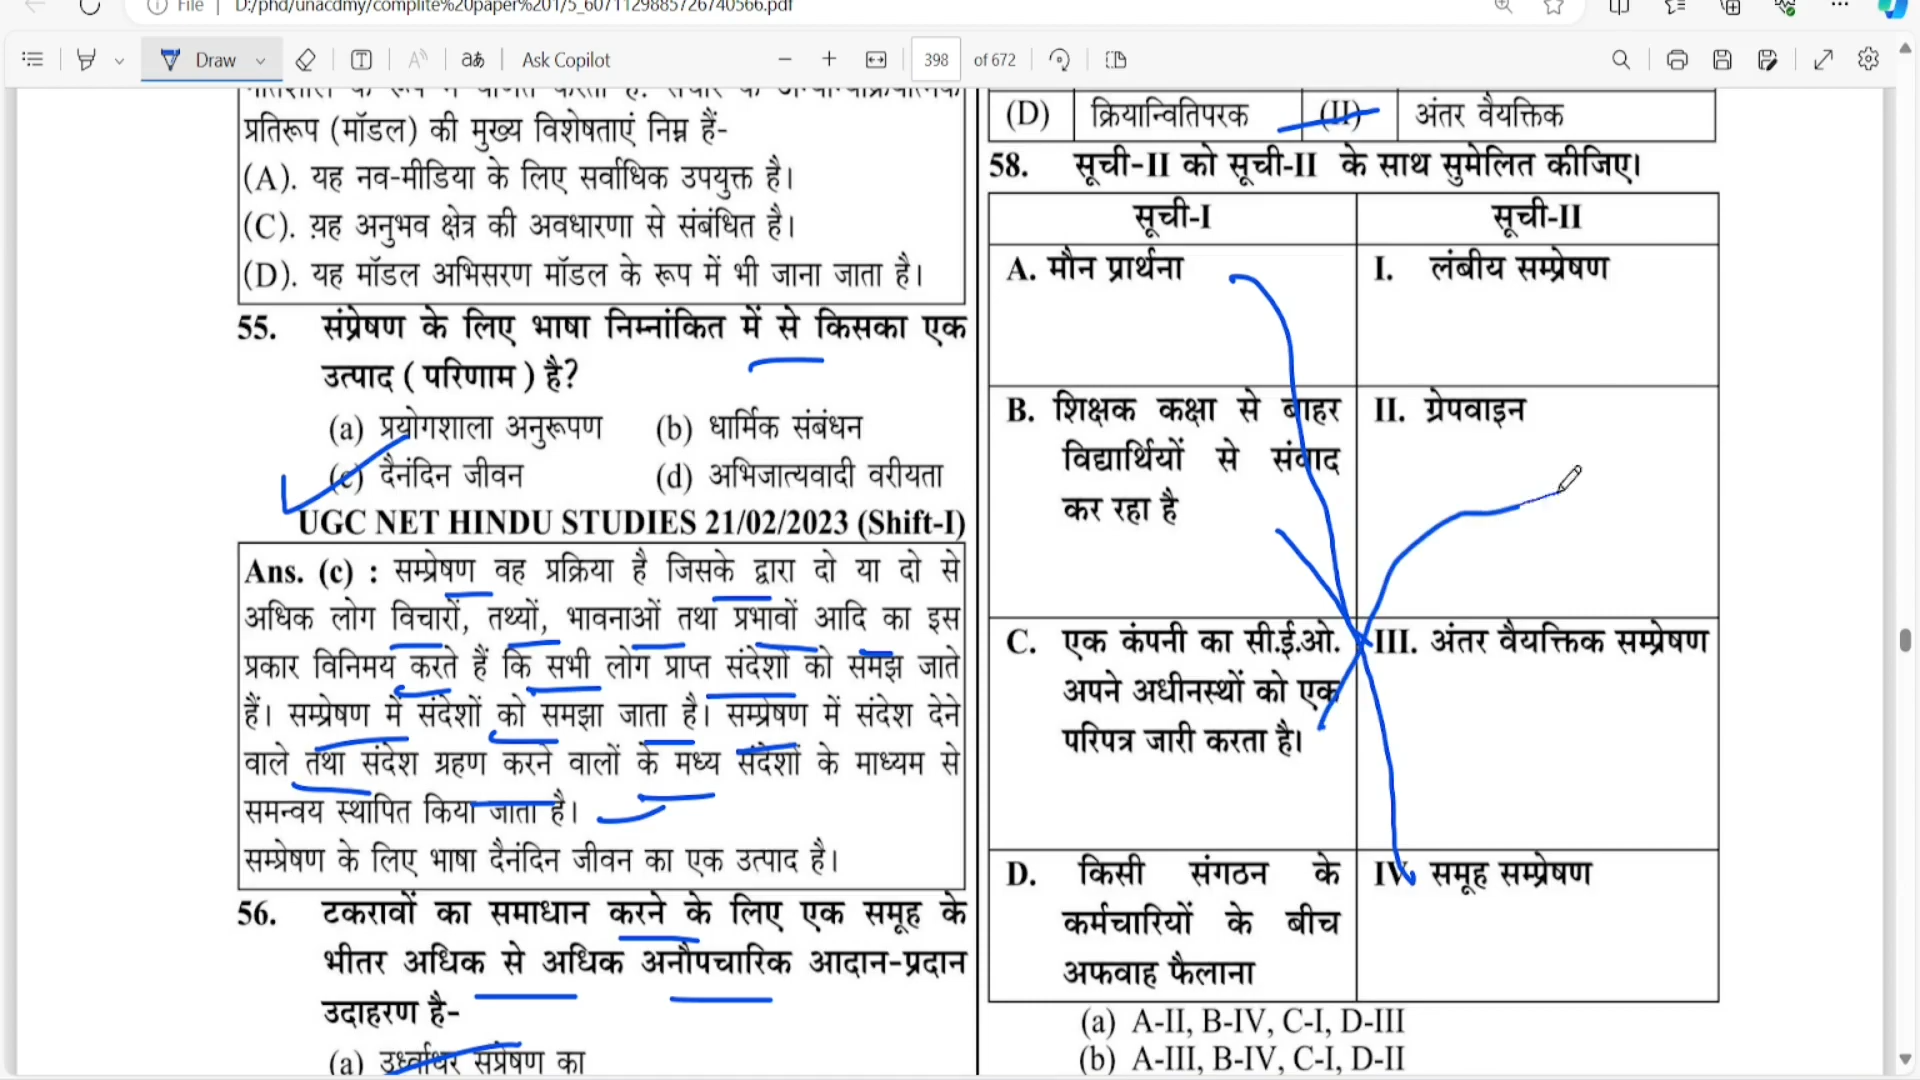 File
D:/phd/unacdmy/complite%20paper%201/5_6071129885726740566.pdf
Draw
Ask Copilot
398
of 672
प्रतिरूप (मॉडल) की मुख्य विशेषताएं निम्न हैं-
(A). यह नव-मीडिया के लिए सर्वाधिक उपयुक्त है।
(C). यह अनुभव क्षेत्र की अवधारणा से संबंधित है।
(D). यह मॉडल अभिसरण मॉडल के रूप में भी जाना जाता है।
55. संप्रेषण के लिए भाषा निम्नांकित में से किसका एक
उत्पाद ( परिणाम ) है?
(a) प्रयोगशाला अनुरूपण (b) धार्मिक संबंधन
(c) दैनंदिन जीवन (d) अभिजात्यवादी वरीयता
UGC NET HINDU STUDIES 21/02/2023 (Shift-I)
Ans. (c) : सम्प्रेषण वह प्रक्रिया है जिसके द्वारा दो या दो से
अधिक लोग विचारों, तथ्यों, भावनाओं तथा प्रभावों आदि का इस
प्रकार विनिमय करते हैं कि सभी लोग प्राप्त संदेशो को समझ जाते
हैं। सम्प्रेषण में संदेशों को समझा जाता है। सम्प्रेषण में संदेश देने
वाले तथा संदेश ग्रहण करने वालों के मध्य संदेशों के माध्यम से
समन्वय स्थापित किया जाता है।
सम्प्रेषण के लिए भाषा दैनंदिन जीवन का एक उत्पाद है।
56. टकरावों का समाधान करने के लिए एक समूह के
भीतर अधिक से अधिक अनौपचारिक आदान-प्रदान
उदाहरण है-
(a) उर्ध्वाधर संप्रेषण का
(D) क्रियान्वितिपरक (II) अंतर वैयक्तिक
58. सूची-II को सूची-II के साथ सुमेलित कीजिए।
सूची-I सूची-II
A. मौन प्रार्थना I. लंबीय सम्प्रेषण
B. शिक्षक कक्षा से बाहर II. ग्रेपवाइन
विद्यार्थियों से संवाद
कर रहा है
C. एक कंपनी का सी.ई.ओ. III. अंतर वैयक्तिक सम्प्रेषण
अपने अधीनस्थों को एक
परिपत्र जारी करता है।
D. किसी संगठन के IV. समूह सम्प्रेषण
कर्मचारियों के बीच
अफवाह फैलाना
(a) A-II, B-IV, C-I, D-III
(b) A-III, B-IV, C-I, D-II